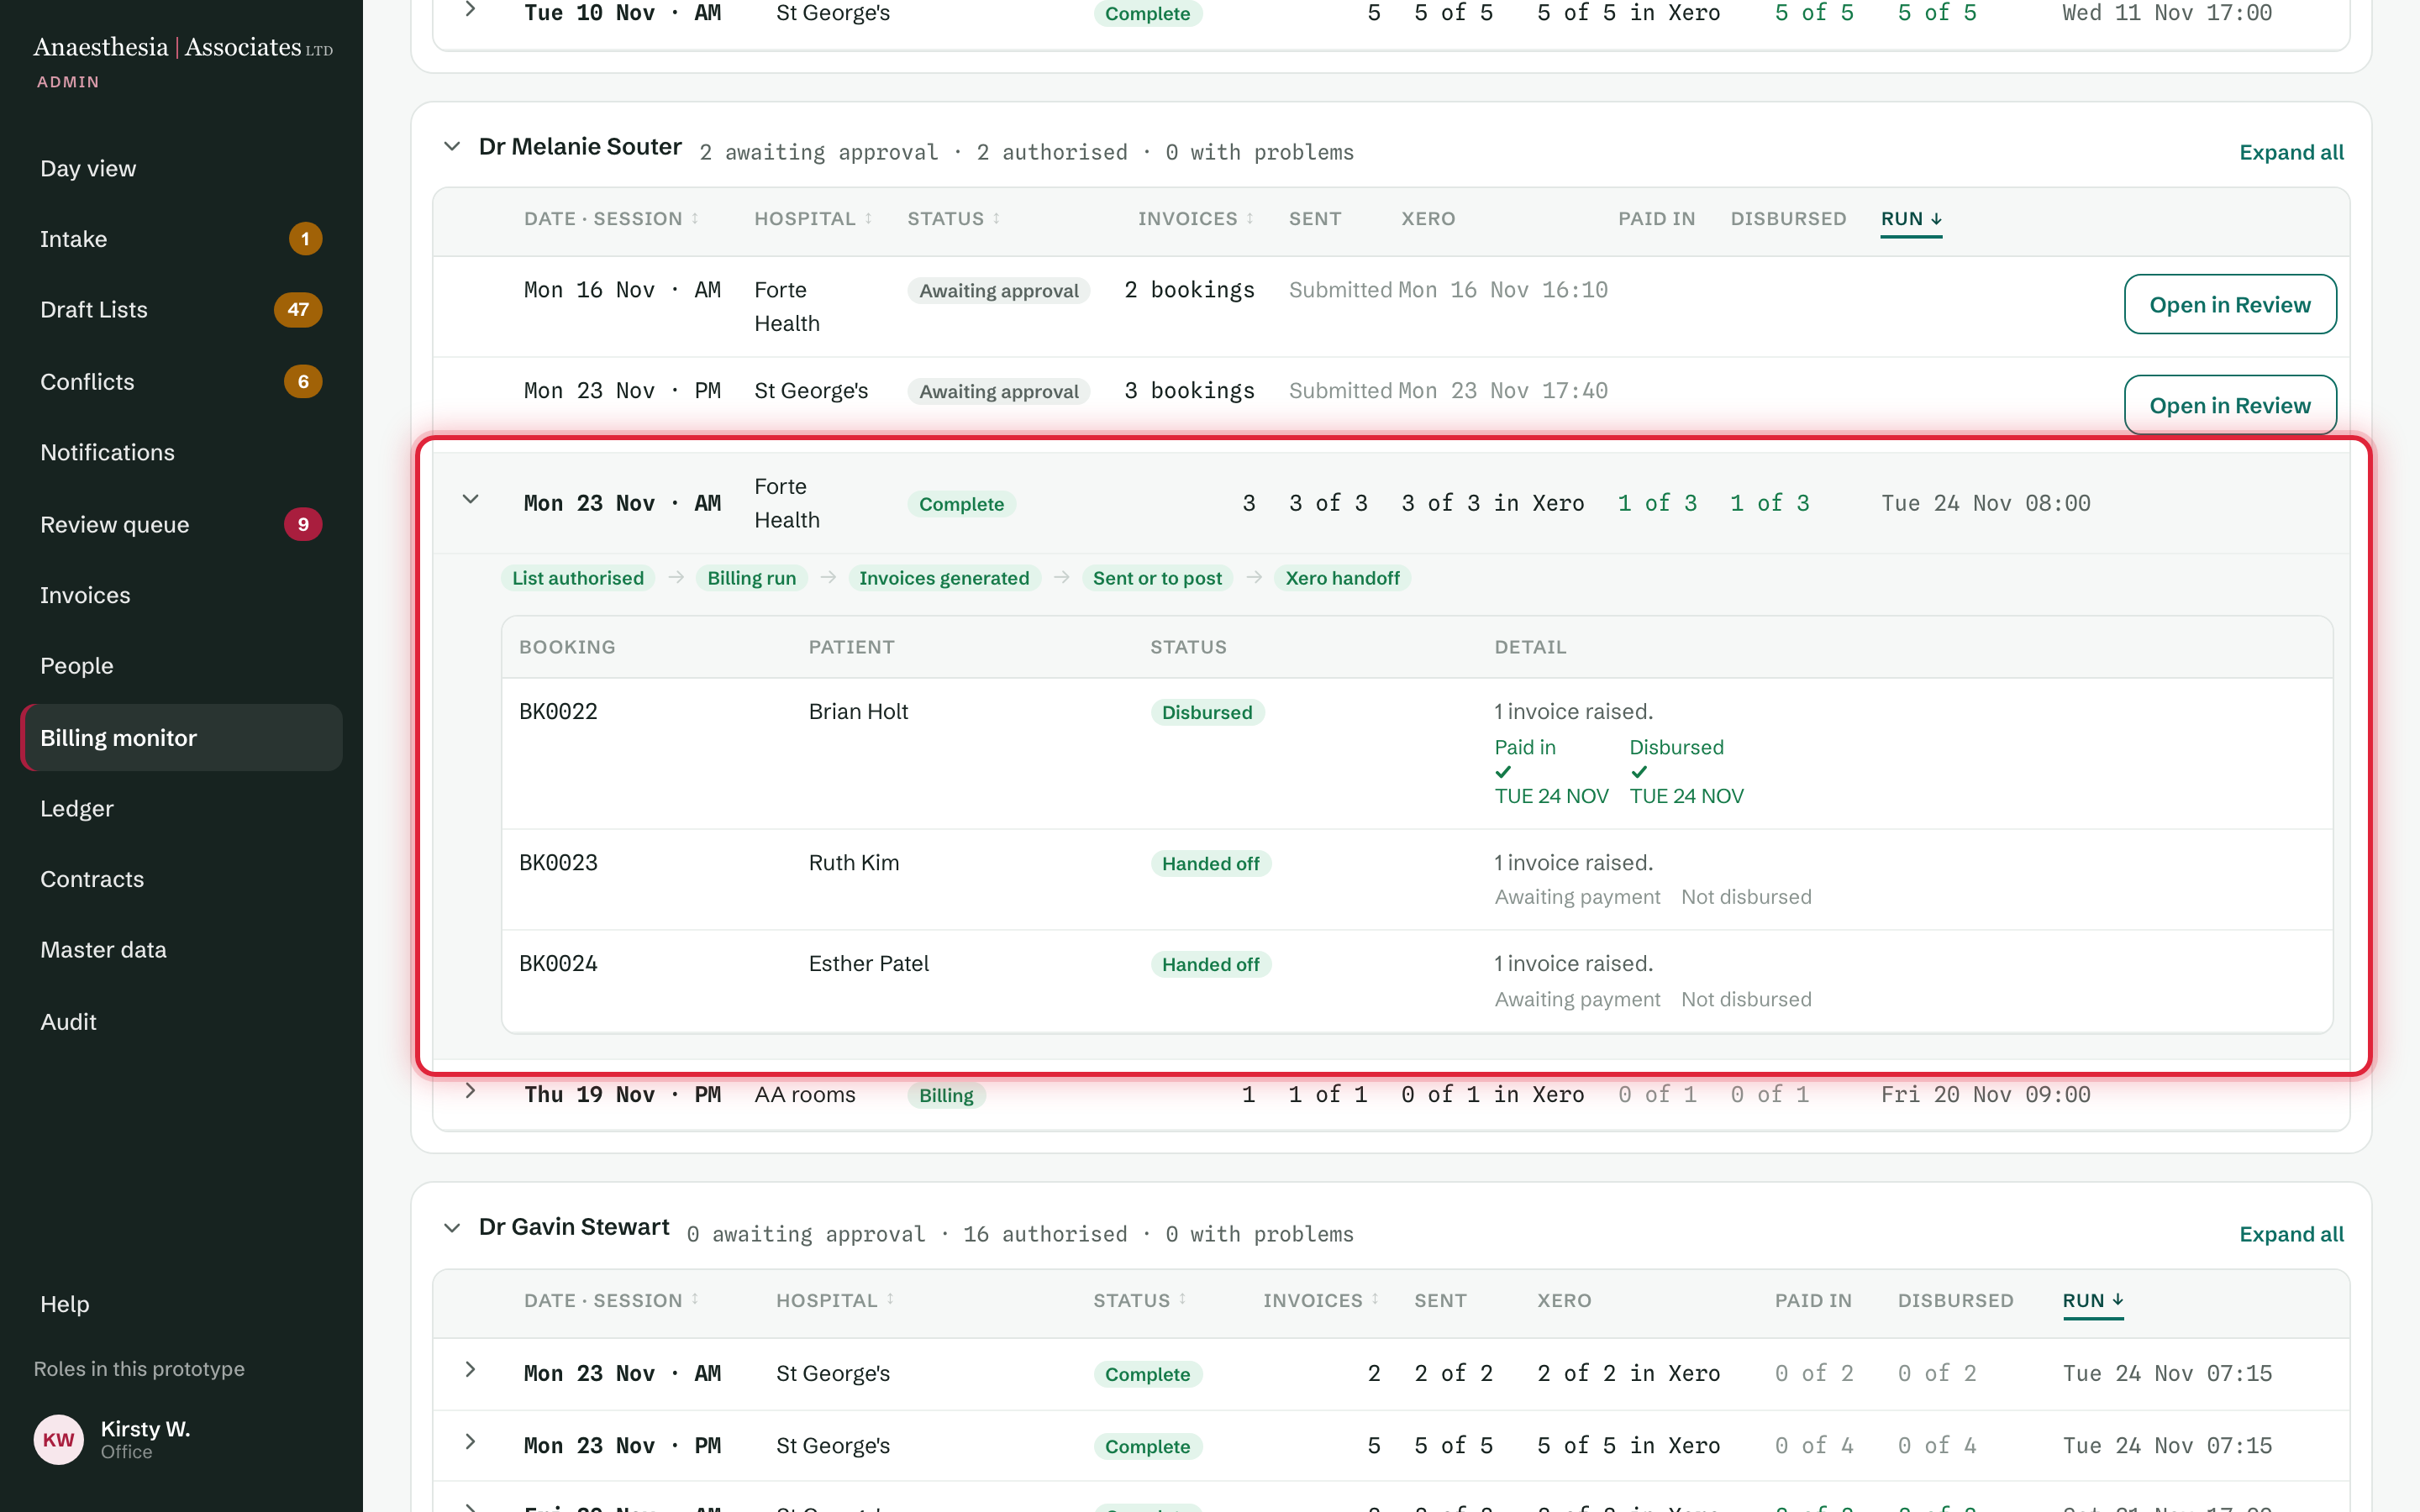 Anaesthesia | Associates LTD
ADMIN
Day view
Intake 1
Draft Lists 47
Conflicts 6
Notifications
Review queue 9
Invoices
People
Billing monitor
Ledger
Contracts
Master data
Audit
Help
Roles in this prototype
KW Kirsty W.
Office
Tue 10 Nov · AM St George's Complete 5 5 of 5 5 of 5 in Xero 5 of 5 5 of 5 Wed 11 Nov 17:00
Dr Melanie Souter 2 awaiting approval · 2 authorised · 0 with problems Expand all
DATE · SESSION HOSPITAL STATUS INVOICES SENT XERO PAID IN DISBURSED RUN ↓
Mon 16 Nov · AM Forte Health Awaiting approval 2 bookings Submitted Mon 16 Nov 16:10 Open in Review
Mon 23 Nov · PM St George's Awaiting approval 3 bookings Submitted Mon 23 Nov 17:40 Open in Review
Mon 23 Nov · AM Forte Health Complete 3 3 of 3 3 of 3 in Xero 1 of 3 1 of 3 Tue 24 Nov 08:00
List authorised → Billing run → Invoices generated → Sent or to post → Xero handoff
BOOKING PATIENT STATUS DETAIL
BK0022 Brian Holt Disbursed 1 invoice raised.
Paid in Disbursed
✓ ✓
TUE 24 NOV TUE 24 NOV
BK0023 Ruth Kim Handed off 1 invoice raised.
Awaiting payment Not disbursed
BK0024 Esther Patel Handed off 1 invoice raised.
Awaiting payment Not disbursed
Thu 19 Nov · PM AA rooms Billing 1 1 of 1 0 of 1 in Xero 0 of 1 0 of 1 Fri 20 Nov 09:00
Dr Gavin Stewart 0 awaiting approval · 16 authorised · 0 with problems Expand all
DATE · SESSION HOSPITAL STATUS INVOICES SENT XERO PAID IN DISBURSED RUN ↓
Mon 23 Nov · AM St George's Complete 2 2 of 2 2 of 2 in Xero 0 of 2 0 of 2 Tue 24 Nov 07:15
Mon 23 Nov · PM St George's Complete 5 5 of 5 5 of 5 in Xero 0 of 4 0 of 4 Tue 24 Nov 07:15